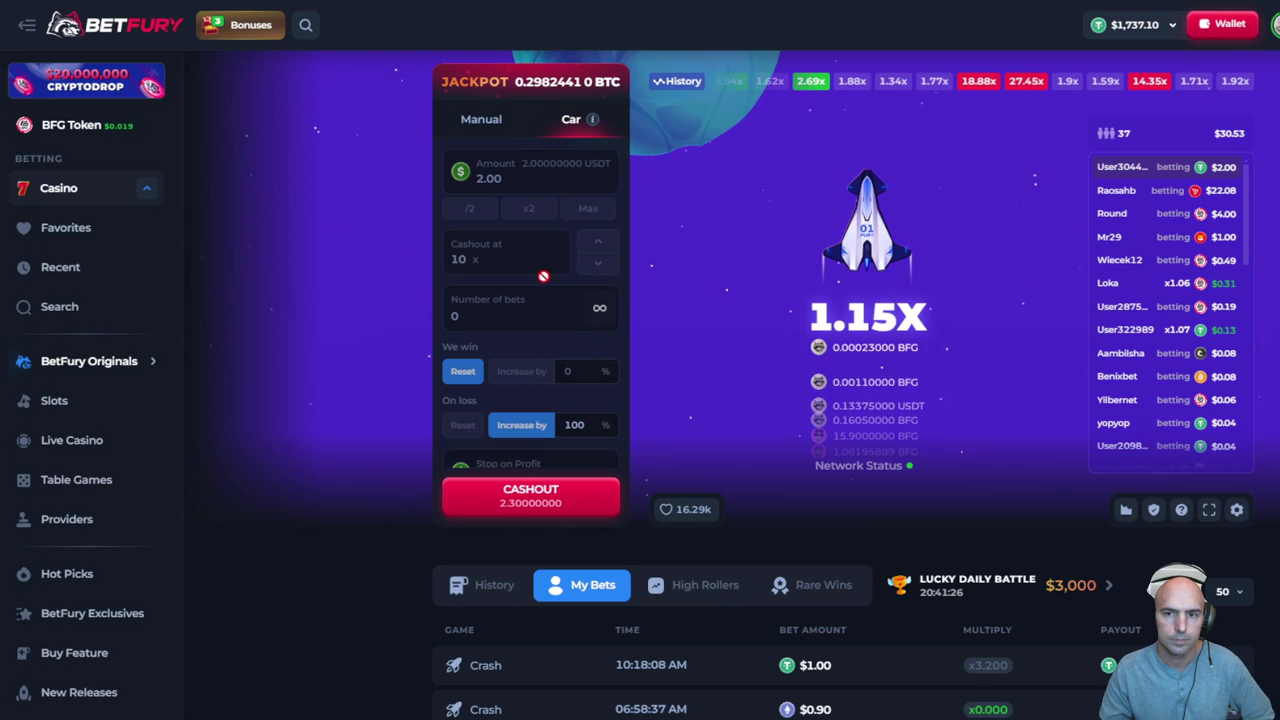 BETFURY
3
Bonuses
$1,737.10
Wallet
$20,000,000
CRYPTODROP
BFG Token $0.019
BETTING
7 Casino
Favorites
Recent
Search
BetFury Originals
Slots
Live Casino
Table Games
Providers
Hot Picks
BetFury Exclusives
Buy Feature
New Releases
JACKPOT 0.2982441 0 BTC
Manual
Car i
Amount 2.00000000 USDT
$ 2.00
/2 x2 Max
Cashout at
10 x
Number of bets
0 ∞
We win
Reset Increase by 0 %
On loss
Reset Increase by 100 %
Stop on Profit
CASHOUT
2.30000000
History 1.62x 2.69x 1.88x 1.34x 1.77x 18.88x 27.45x 1.9x 1.59x 14.35x 1.71x 1.92x
01
1.15X
0.00023000 BFG
0.00110000 BFG
0.13375000 USDT
0.16050000 BFG
15.9000000 BFG
1.08195889 BFG
Network Status
37 $30.53
User3044... betting $2.00
Raosahb betting $22.08
Round betting $4.00
Mr29 betting $1.00
Wiecek12 betting $0.49
Loka x1.06 $0.31
User2875... betting $0.19
User322989 x1.07 $0.13
Aambilsha betting $0.08
Benixbet betting $0.08
Yilbernet betting $0.06
yopyop betting $0.04
User2098... betting $0.04
16.29k
History
My Bets
High Rollers
Rare Wins
LUCKY DAILY BATTLE
20:41:26
$3,000
50
GAME TIME BET AMOUNT MULTIPLY PAYOUT
Crash 10:18:08 AM $1.00 x3.200
Crash 06:58:37 AM $0.90 x0.000